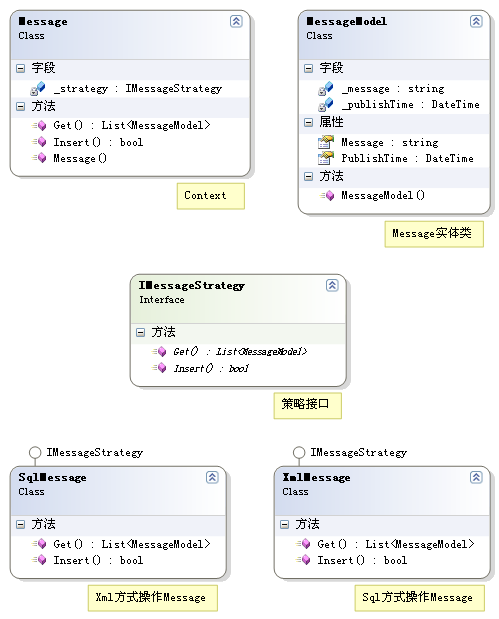 Message
Class
字段
_strategy : IMessageStrategy
方法
Get() : List<MessageModel>
Insert() : bool
Message()
Context
MessageModel
Class
字段
_message : string
_publishTime : DateTime
属性
Message : string
PublishTime : DateTime
方法
MessageModel()
Message实体类
IMessageStrategy
Interface
方法
Get() : List<MessageModel>
Insert() : bool
策略接口
IMessageStrategy
SqlMessage
Class
方法
Get() : List<MessageModel>
Insert() : bool
Xml方式操作Message
IMessageStrategy
XmlMessage
Class
方法
Get() : List<MessageModel>
Insert() : bool
Sql方式操作Message